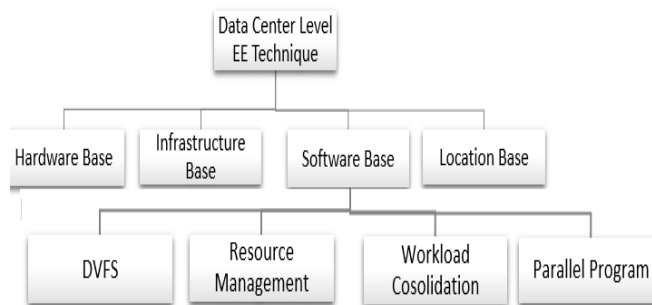 Data Center Level
EE Technique
Hardware Base
Infrastructure
Base
Software Base
Location Base
DVFS
Resource
Management
Workload
Cosolidation
Parallel Program